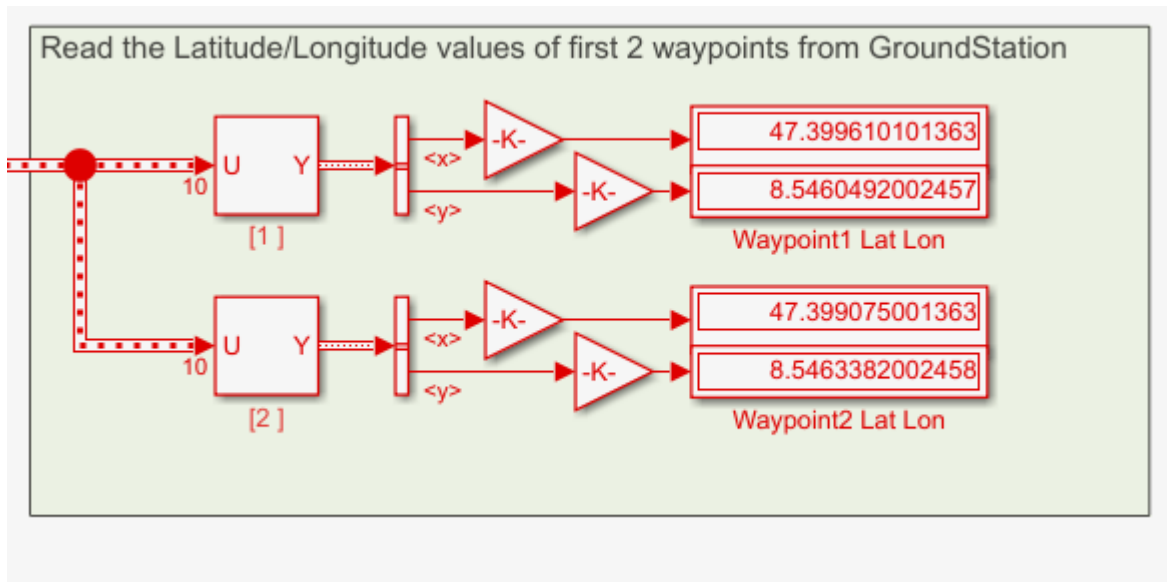 Read the Latitude/Longitude values of first 2 waypoints from GroundStation
10
U Y
[1 ]
<x>
<y>
-K-
-K-
47.399610101363
8.5460492002457
Waypoint1 Lat Lon
10
U Y
[2 ]
<x>
<y>
-K-
-K-
47.399075001363
8.5463382002458
Waypoint2 Lat Lon